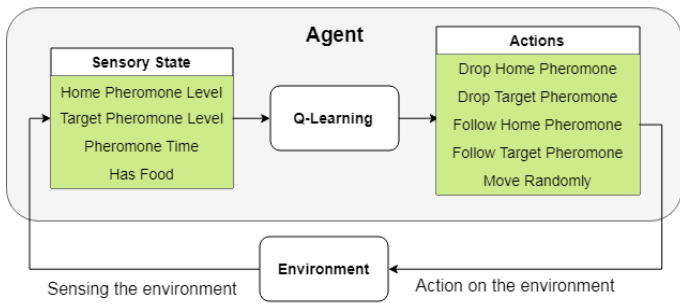 Agent
Sensory State
Home Pheromone Level
Target Pheromone Level
Pheromone Time
Has Food
Q-Learning
Actions
Drop Home Pheromone
Drop Target Pheromone
Follow Home Pheromone
Follow Target Pheromone
Move Randomly
Environment
Sensing the environment
Action on the environment